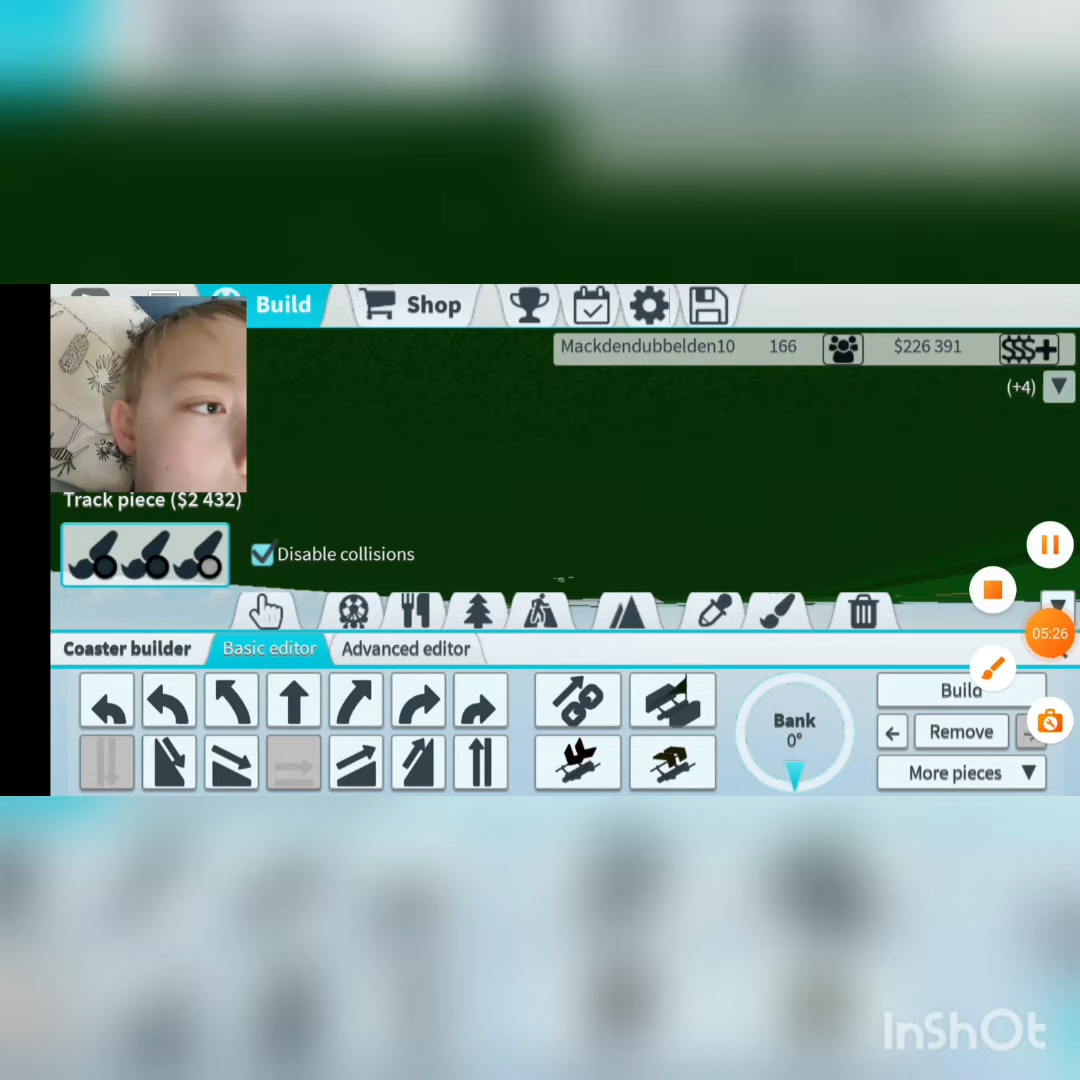 Build
Shop
Mackdendubbelden10 166 $226 391 $$$+
(+4)
Track piece ($2 432)
Disable collisions
05:26
Coaster builder Basic editor Advanced editor
Build
Bank
0°
Remove
More pieces
InShOt